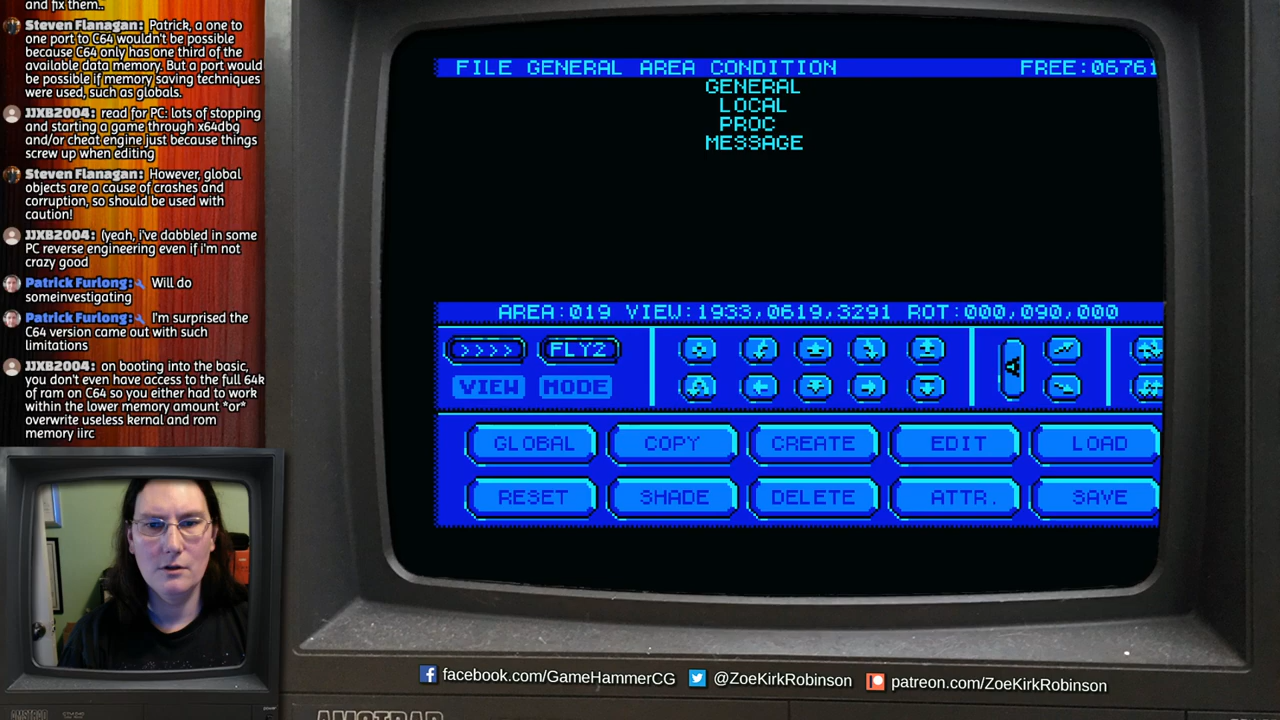 and fix them..
Steven Flanagan: Patrick, a one to
one port to C64 wouldn't be possible
because C64 only has one third of the
available data memory. But a port would
be possible if memory saving techniques
were used, such as globals.
JJXB2004: read for PC: lots of stopping
and starting a game through x64dbg
and/or cheat engine just because things
screw up when editing
Steven Flanagan: However, global
objects are a cause of crashes and
corruption, so should be used with
caution!
JJXB2004: (yeah, i've dabbled in some
PC reverse engineering even if i'm not
crazy good
Patrick Furlong: Will do
someinvestigating
Patrick Furlong: I'm surprised the
C64 version came out with such
limitations
JJXB2004: on booting into the basic,
you don't even have access to the full 64k
of ram on C64 so you either had to work
within the lower memory amount *or*
overwrite useless kernal and rom
memory iirc
FILE GENERAL AREA CONDITION FREE:06761
GENERAL
LOCAL
PROC
MESSAGE
AREA:019 VIEW:1933,0619,3291 ROT:000,090,000
>>>> FLY2
VIEW MODE
GLOBAL COPY CREATE EDIT LOAD
RESET SHADE DELETE ATTR. SAVE
facebook.com/GameHammerCG @ZoeKirkRobinson patreon.com/ZoeKirkRobinson